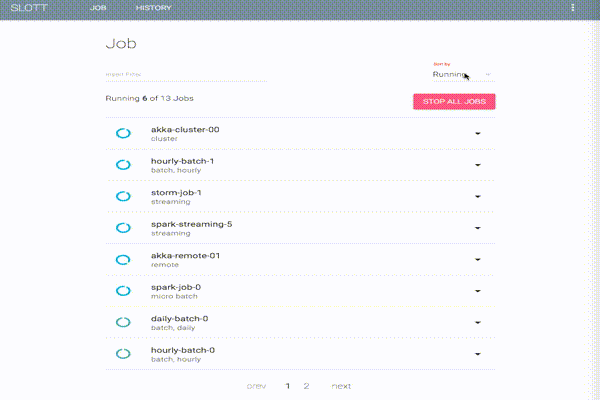 SLOTT JOB HISTORY
Job
Sort by
Insert Filter Running
Running 6 of 13 Jobs STOP ALL JOBS
akka-cluster-00
cluster
hourly-batch-1
batch, hourly
storm-job-1
streaming
spark-streaming-5
streaming
akka-remote-01
remote
spark-job-0
micro batch
daily-batch-0
batch, daily
hourly-batch-0
batch, hourly
prev 1 2 next